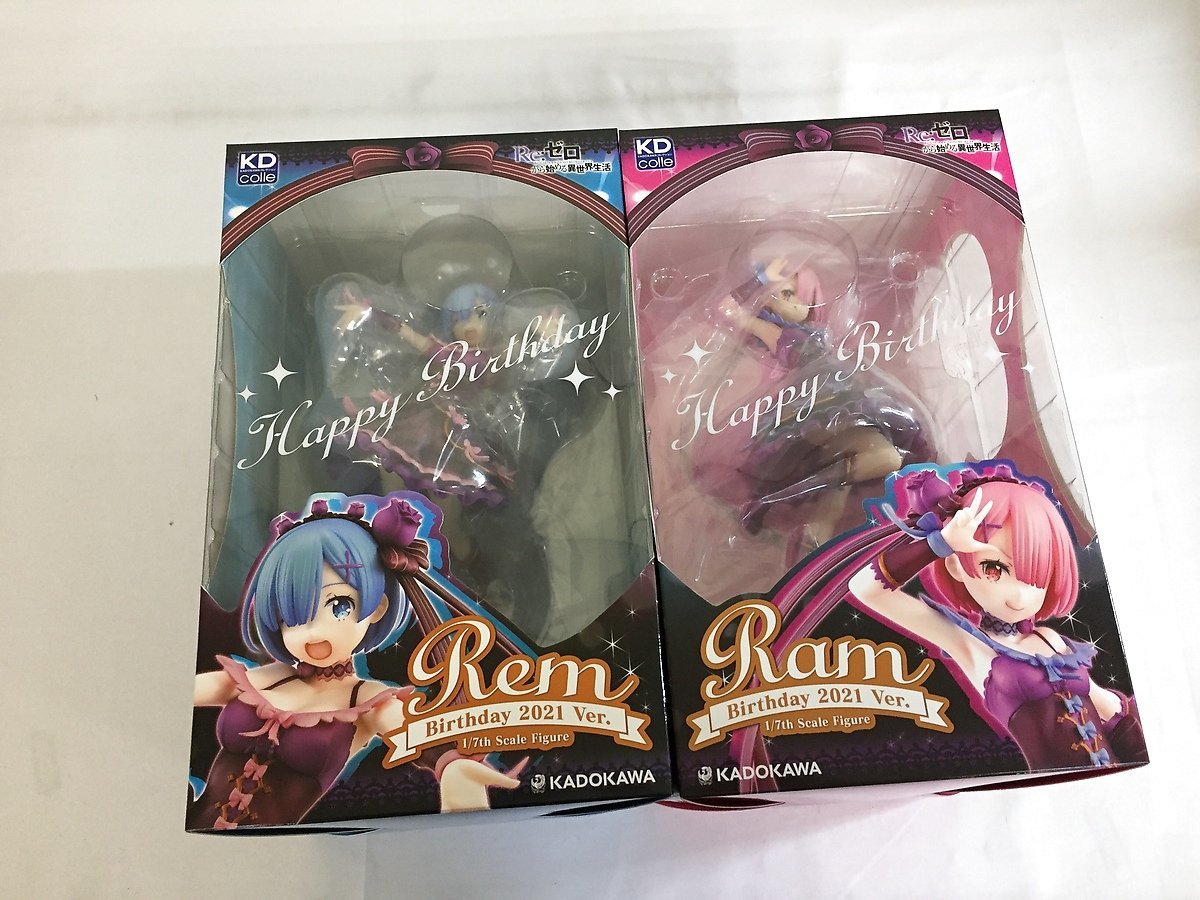 KD
colle
Re:ゼロ
から始める異世界生活
Happy Birthday
Rem
Birthday 2021 Ver.
1/7th Scale Figure
KADOKAWA
KD
colle
Re:ゼロ
から始める異世界生活
Happy Birthday
Ram
Birthday 2021 Ver.
1/7th Scale Figure
KADOKAWA